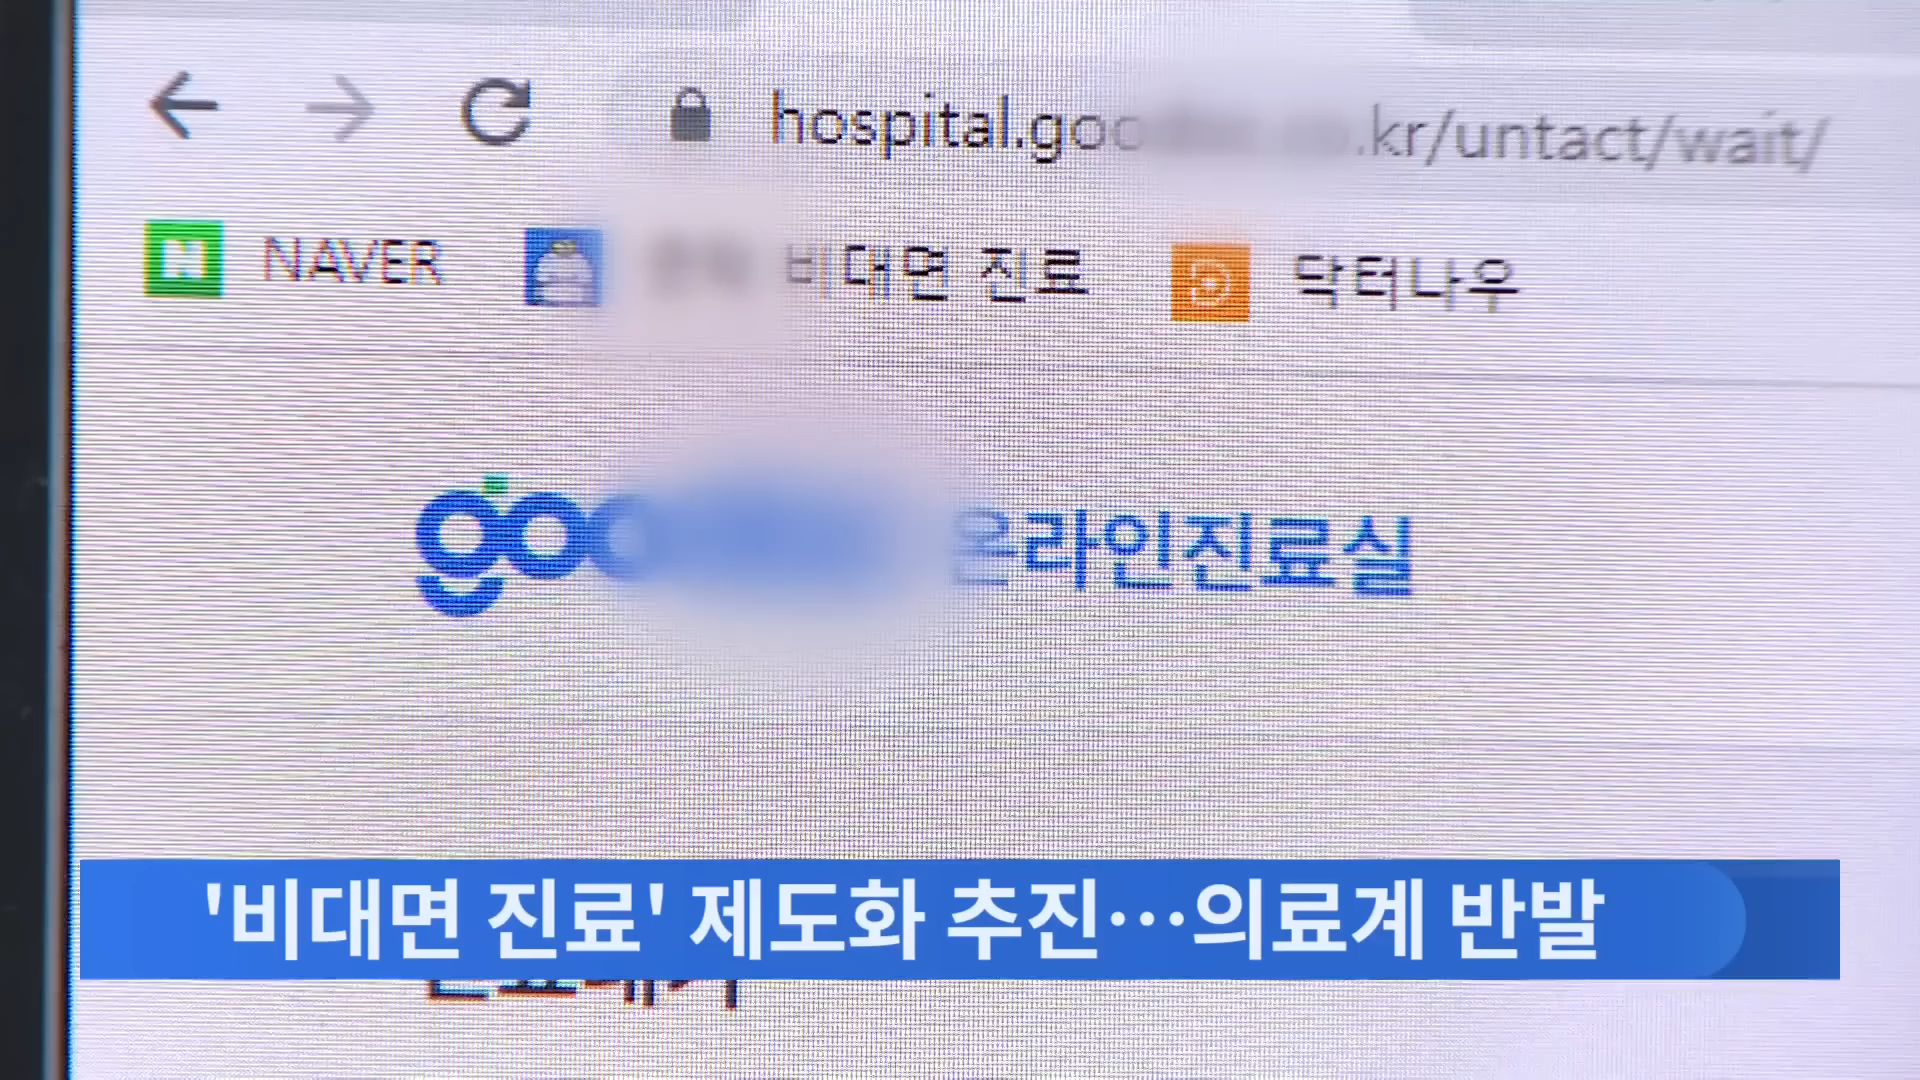 hospital.goo .kr/untact/wait/
NAVER 비대면 진료 닥터나우
goo 온라인진료실
'비대면 진료' 제도화 추진…의료계 반발